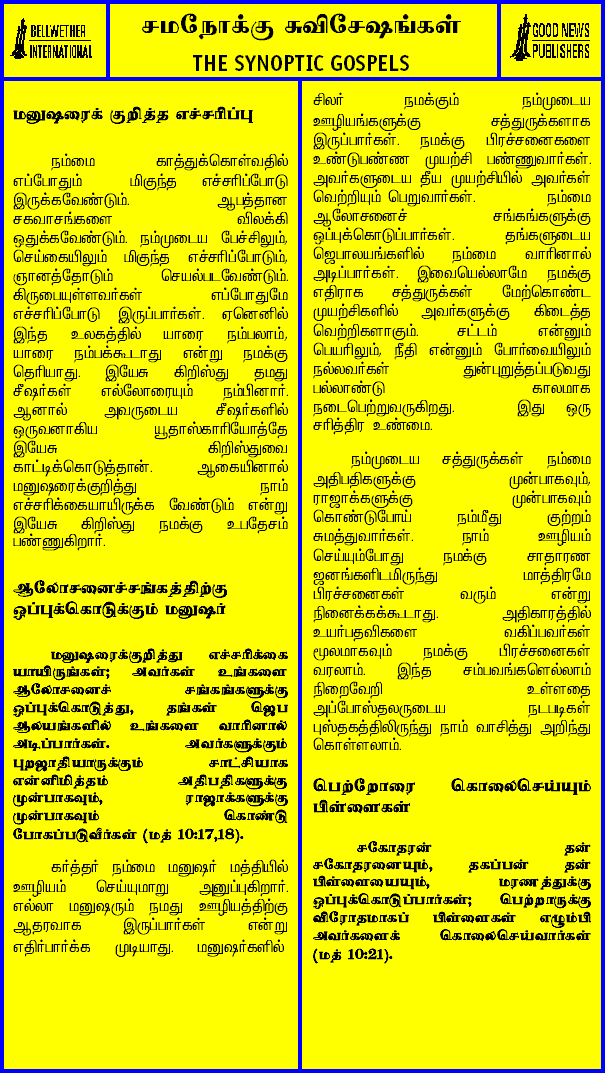 BELLWETHER
INTERNATIONAL
சமநோக்கு சுவிசேஷங்கள்
THE SYNOPTIC GOSPELS
GOOD NEWS
PUBLISHERS
மனுஷரைக் குறித்த எச்சரிப்பு
நம்மை காத்துக்கொள்வதில்
எப்போதும் மிகுந்த எச்சரிப்போடு
இருக்கவேண்டும். ஆபத்தான
சகவாசங்களை விலக்கி
ஒதுக்கவேண்டும். நம்முடைய பேச்சிலும்,
செய்கையிலும் மிகுந்த எச்சரிப்போடும்,
ஞானத்தோடும் செயல்படவேண்டும்.
கிருபையுள்ளவர்கள் எப்போதுமே
எச்சரிப்போடு இருப்பார்கள். ஏனெனில்
இந்த உலகத்தில் யாரை நம்பலாம்,
யாரை நம்பக்கூடாது என்று நமக்கு
தெரியாது. இயேசு கிறிஸ்து தமது
சீஷர்கள் எல்லோரையும் நம்பினார்.
ஆனால் அவருடைய சீஷர்களில்
ஒருவனாகிய யூதாஸ்காரியோத்தே
இயேசு கிறிஸ்துவை
காட்டிக்கொடுத்தான். ஆகையினால்
மனுஷரைக்குறித்து நாம்
எச்சரிக்கையாயிருக்க வேண்டும் என்று
இயேசு கிறிஸ்து நமக்கு உபதேசம்
பண்ணுகிறார்.
ஆலோசனைச்சங்கத்திற்கு
ஒப்புக்கொடுக்கும் மனுஷர்
மனுஷரைக்குறித்து எச்சரிக்கை
யாயிருங்கள்; அவர்கள் உங்களை
ஆலோசனைச் சங்கங்களுக்கு
ஒப்புக்கொடுத்து, தங்கள் ஜெப
ஆலயங்களில் உங்களை வாரினால்
அடிப்பார்கள். அவர்களுக்கும்
புறஜாதியாருக்கும் சாட்சியாக
என்னிமித்தம் அதிபதிகளுக்கு
முன்பாகவும், ராஜாக்களுக்கு
முன்பாகவும் கொண்டு
போகப்படுவீர்கள் (மத் 10:17,18).
கர்த்தர் நம்மை மனுஷர் மத்தியில்
ஊழியம் செய்யுமாறு அனுப்புகிறார்.
எல்லா மனுஷரும் நமது ஊழியத்திற்கு
ஆதரவாக இருப்பார்கள் என்று
எதிர்பார்க்க முடியாது. மனுஷர்களில்
சிலர் நமக்கும் நம்முடைய
ஊழியங்களுக்கு சத்துருக்களாக
இருப்பார்கள். நமக்கு பிரச்சனைகளை
உண்டுபண்ண முயற்சி பண்ணுவார்கள்.
அவர்களுடைய தீய முயற்சியில் அவர்கள்
வெற்றியும் பெறுவார்கள். நம்மை
ஆலோசனைச் சங்கங்களுக்கு
ஒப்புக்கொடுப்பார்கள். தங்களுடைய
ஜெபாலயங்களில் நம்மை வாரினால்
அடிப்பார்கள். இவையெல்லாமே நமக்கு
எதிராக சத்துருக்கள் மேற்கொண்ட
முயற்சிகளில் அவர்களுக்கு கிடைத்த
வெற்றிகளாகும். சட்டம் என்னும்
பெயரிலும், நீதி என்னும் போர்வையிலும்
நல்லவர்கள் துன்புறுத்தப்படுவது
பல்லாண்டு காலமாக
நடைபெற்றுவருகிறது. இது ஒரு
சரித்திர உண்மை.
நம்முடைய சத்துருக்கள் நம்மை
அதிபதிகளுக்கு முன்பாகவும்,
ராஜாக்களுக்கு முன்பாகவும்
கொண்டுபோய் நம்மீது குற்றம்
சுமத்துவார்கள். நாம் ஊழியம்
செய்யும்போது நமக்கு சாதாரண
ஜனங்களிடமிருந்து மாத்திரமே
பிரச்சனைகள் வரும் என்று
நினைக்கக்கூடாது. அதிகாரத்தில்
உயர்பதவிகளை வகிப்பவர்கள்
மூலமாகவும் நமக்கு பிரச்சனைகள்
வரலாம். இந்த சம்பவங்களெல்லாம்
நிறைவேறி உள்ளதை
அப்போஸ்தலருடைய நடபடிகள்
புஸ்தகத்திலிருந்து நாம் வாசித்து அறிந்து
கொள்ளலாம்.
பெற்றோரை கொலைசெய்யும்
பிள்ளைகள்
சகோதரன் தன்
சகோதரனையும், தகப்பன் தன்
பிள்ளையையும், மரணத்துக்கு
ஒப்புக்கொடுப்பார்கள்; பெற்றாருக்கு
விரோதமாகப் பிள்ளைகள் எழும்பி
அவர்களைக் கொலைசெய்வார்கள்
(மத் 10:21).